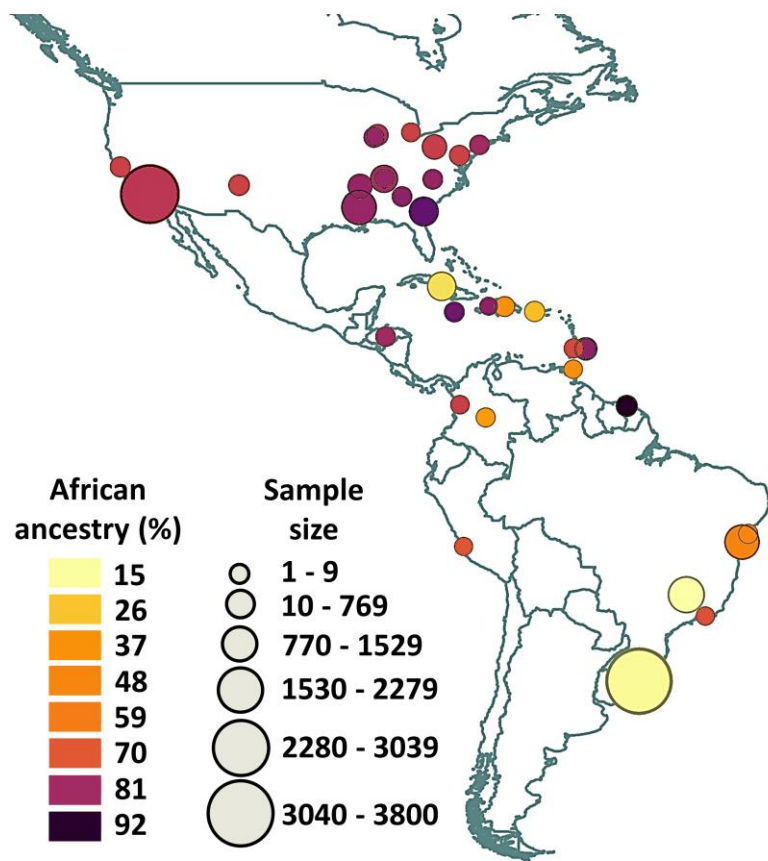 African
ancestry (%)
15
26
37
48
59
70
81
92
Sample
size
1 - 9
10 - 769
770 - 1529
1530 - 2279
2280 - 3039
3040 - 3800